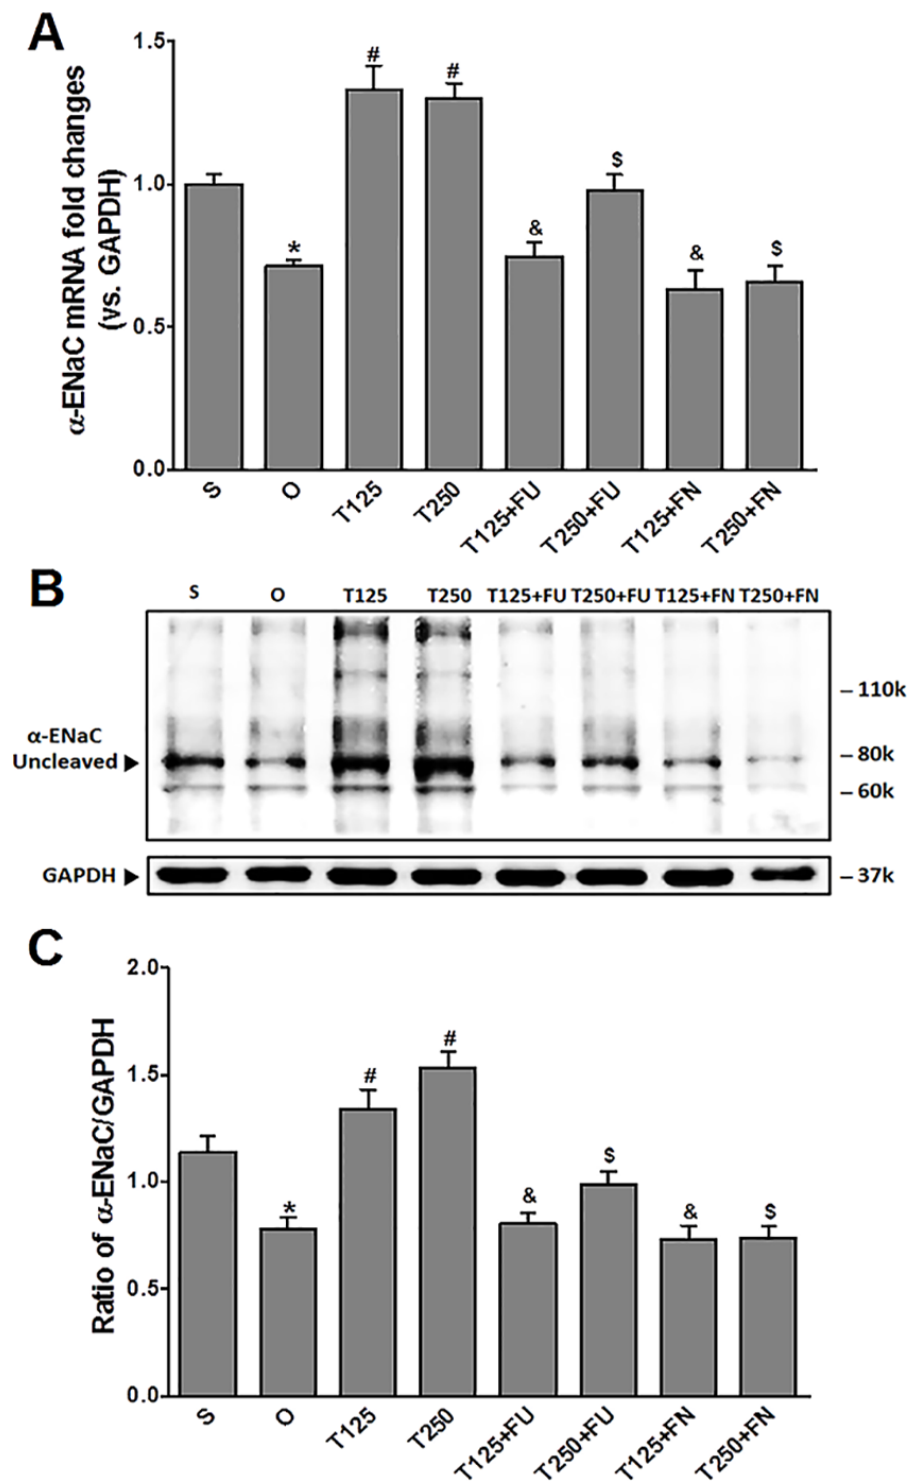 A
α-ENaC mRNA fold changes
(vs. GAPDH)
1.5
1.0
0.5
0.0
*
#
#
&
$
&
$
S
O
T125
T250
T125+FU
T250+FU
T125+FN
T250+FN
B
S O T125 T250 T125+FU T250+FU T125+FN T250+FN
α-ENaC
Uncleaved
110k
80k
60k
GAPDH
37k
C
Ratio of α-ENaC/GAPDH
2.0
1.5
1.0
0.5
0.0
*
#
#
&
$
&
$
S
O
T125
T250
T125+FU
T250+FU
T125+FN
T250+FN